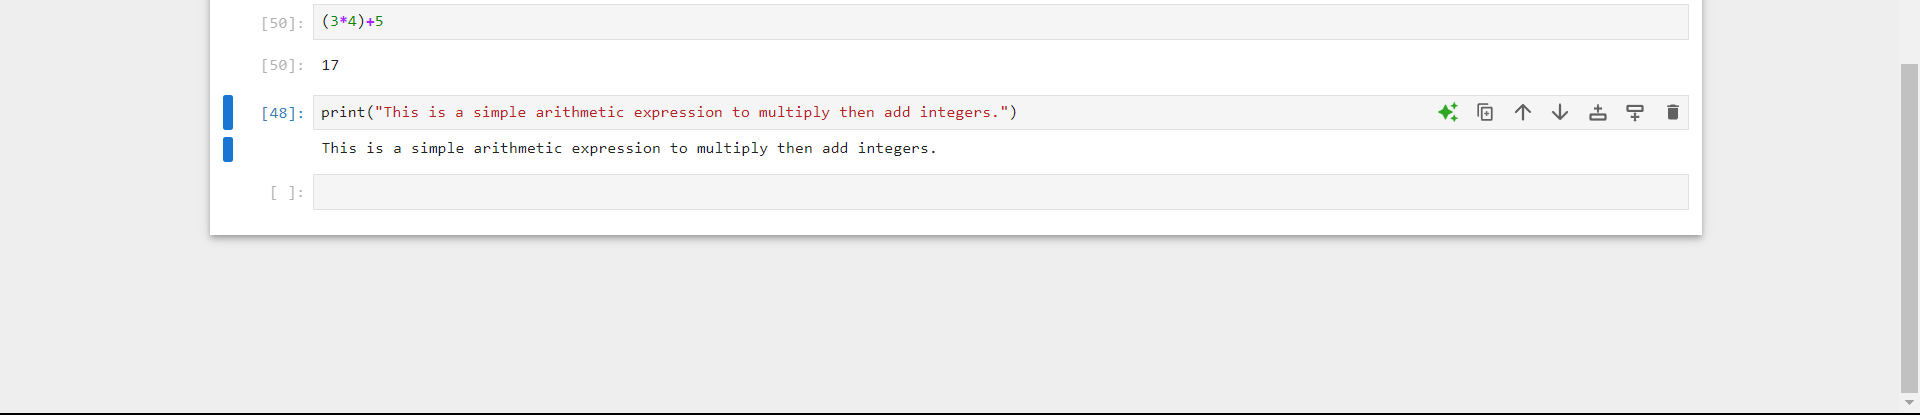 [50]: (3*4)+5
[50]: 17
[48]: print("This is a simple arithmetic expression to multiply then add integers.")
This is a simple arithmetic expression to multiply then add integers.
[ ]: